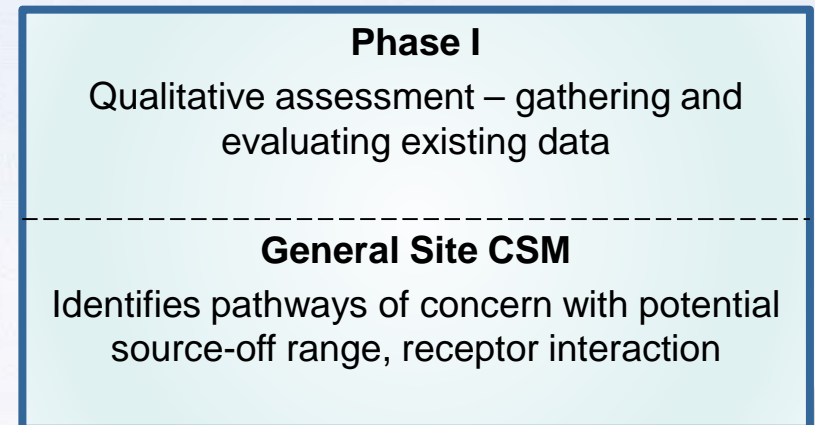 Phase I
Qualitative assessment – gathering and
evaluating existing data
General Site CSM
Identifies pathways of concern with potential
source-off range, receptor interaction